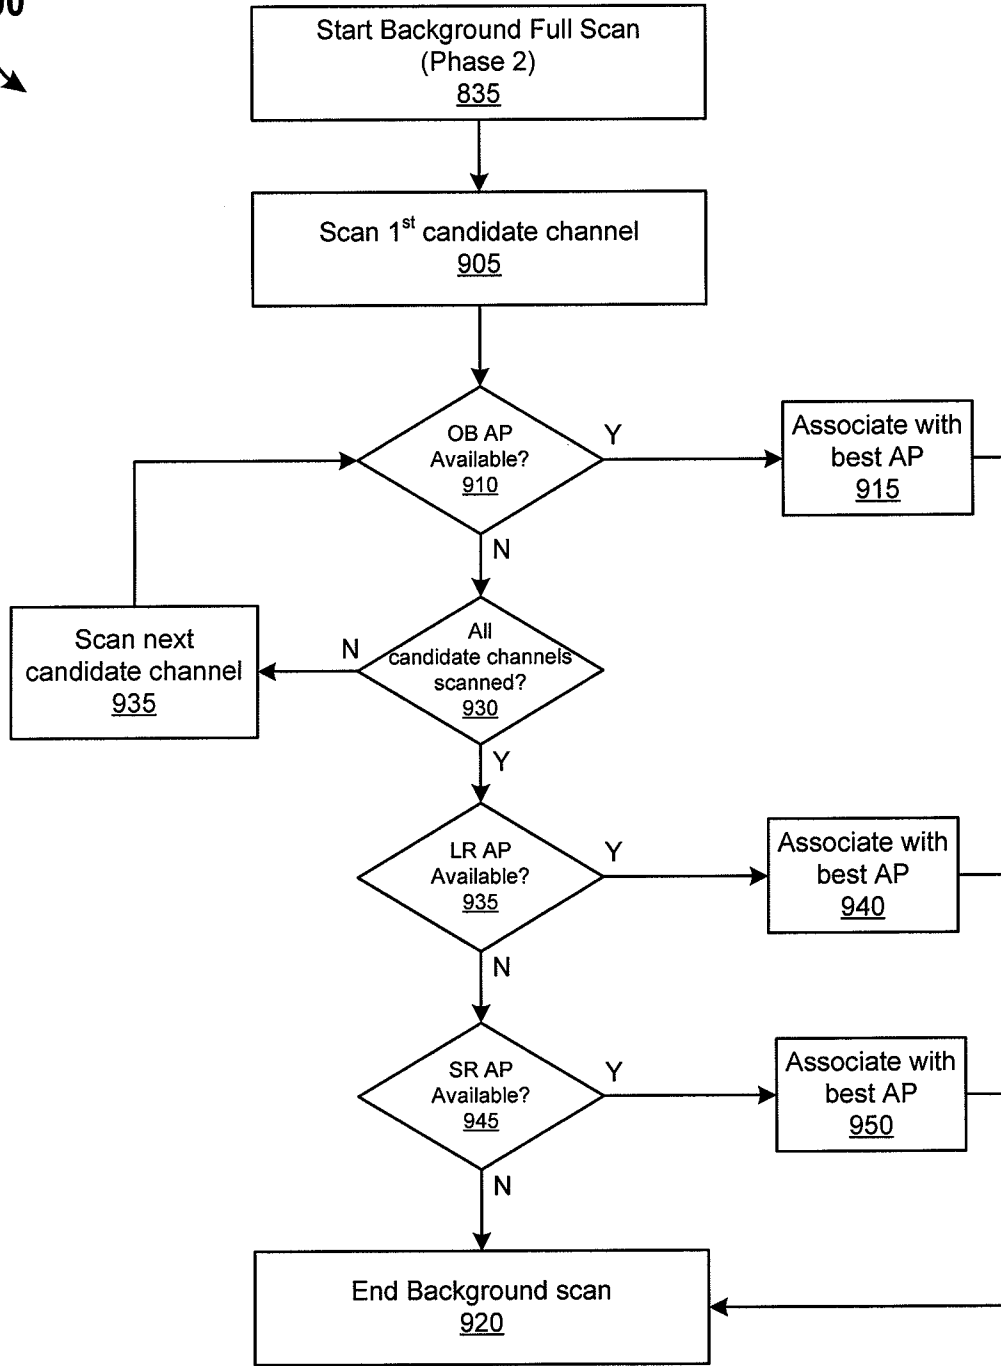 Start Background Full Scan
(Phase 2)
835
Scan 1st candidate channel
905
OB AP
Available?
910
Y
Associate with
best AP
915
N
Scan next
candidate channel
935
N
All
candidate channels
scanned?
930
Y
LR AP
Available?
935
Y
Associate with
best AP
940
N
SR AP
Available?
945
Y
Associate with
best AP
950
N
End Background scan
920